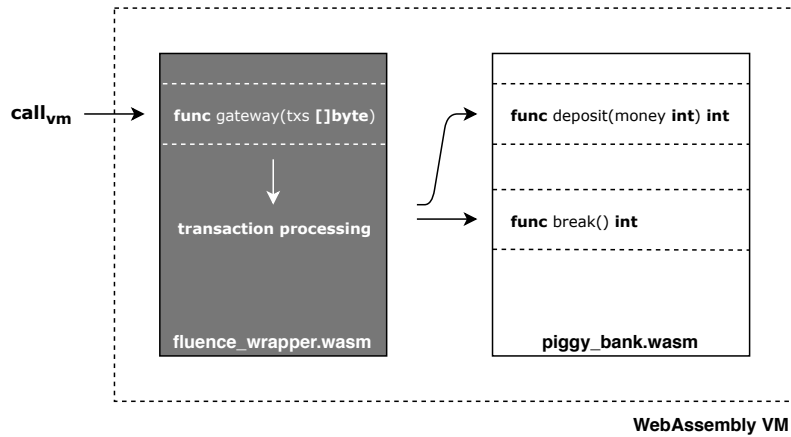 call_vm
func gateway(txs []byte)
transaction processing
fluence_wrapper.wasm
func deposit(money int) int
func break() int
piggy_bank.wasm
WebAssembly VM